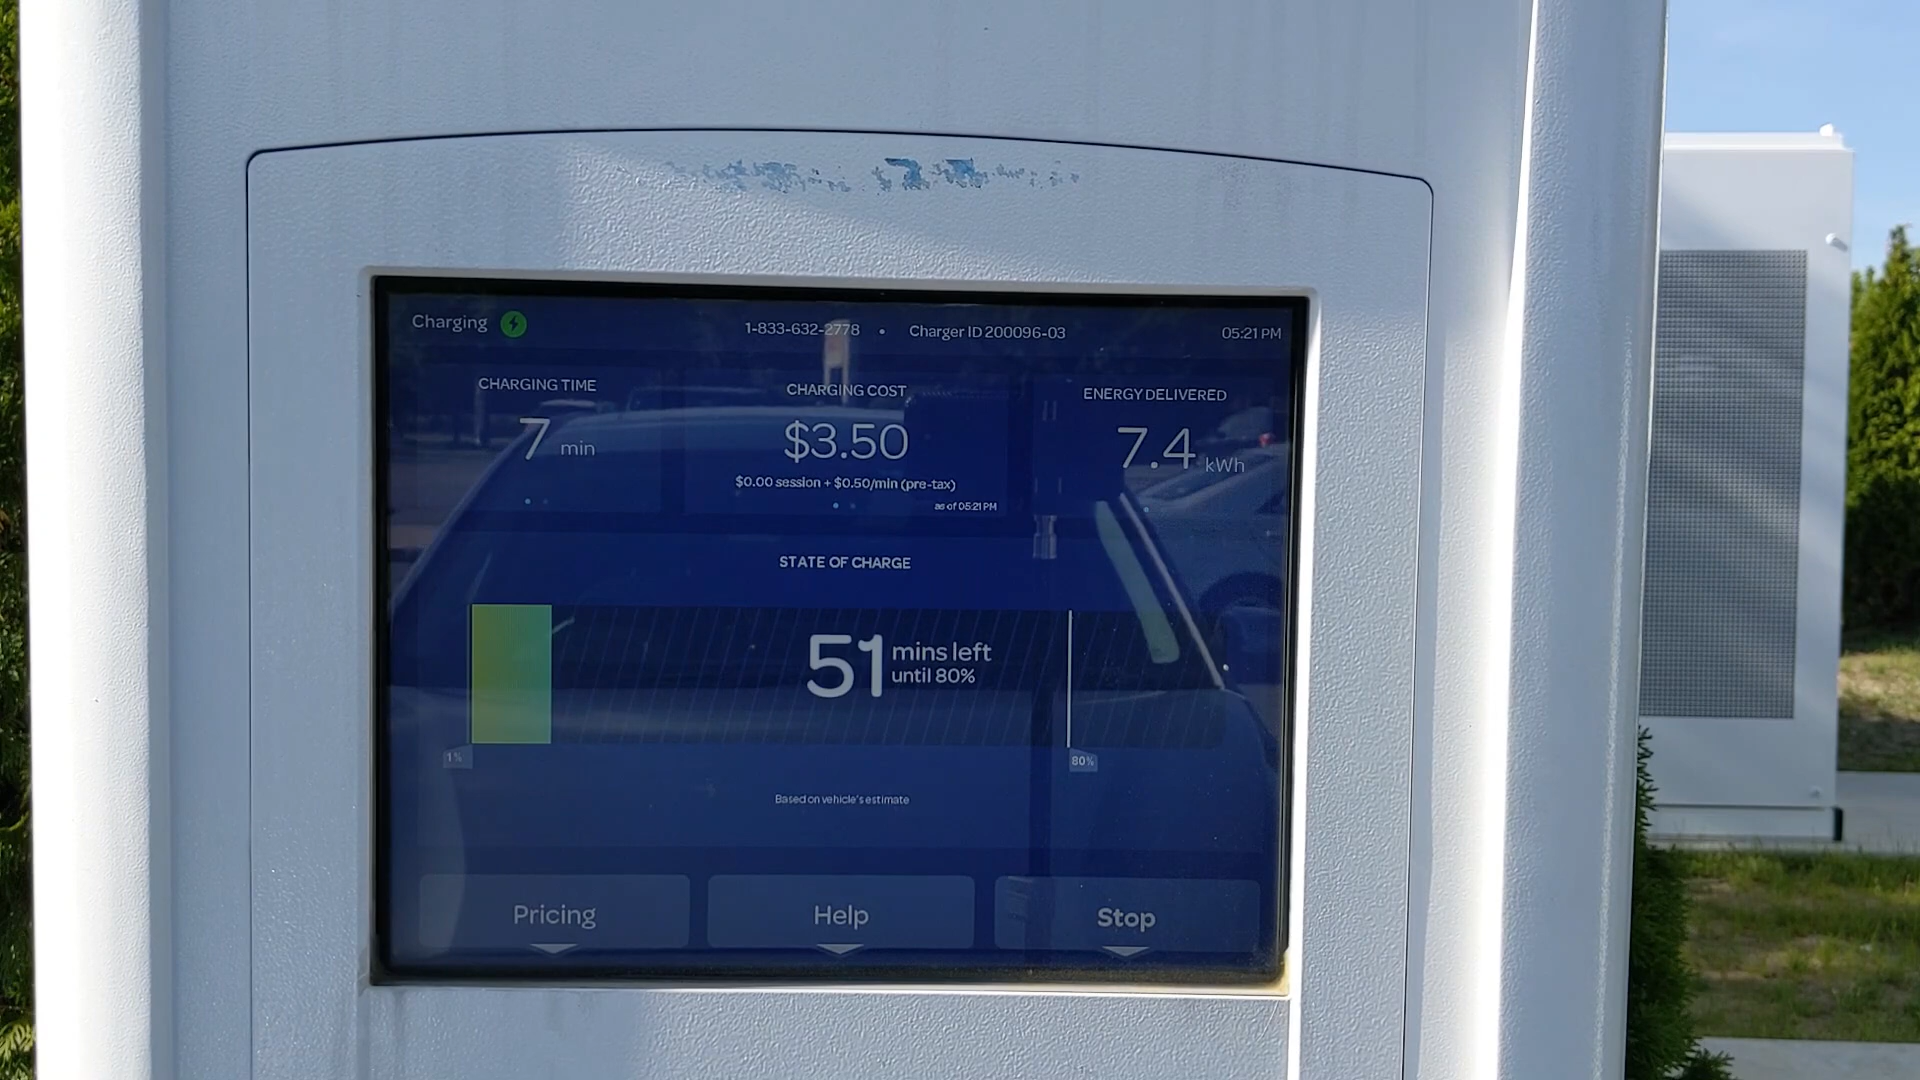 Charging
1-833-632-2778 • Charger ID 200096-03
05:21 PM
CHARGING TIME
7 min
CHARGING COST
$3.50
$0.00 session + $0.50/min (pre-tax)
as of 05:21 PM
ENERGY DELIVERED
7.4 kWh
STATE OF CHARGE
51 mins left
until 80%
1%
80%
Based on vehicle's estimate
Pricing
Help
Stop